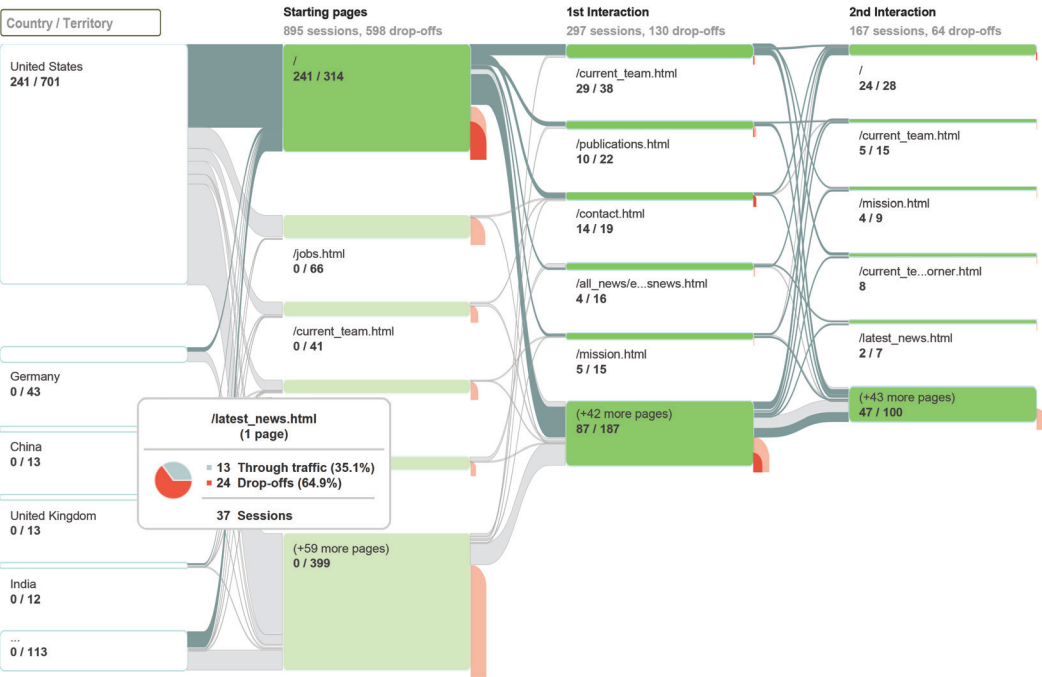 Country / Territory
Starting pages
895 sessions, 598 drop-offs
1st Interaction
297 sessions, 130 drop-offs
2nd Interaction
167 sessions, 64 drop-offs
United States
241 / 701
Germany
0 / 43
China
0 / 13
United Kingdom
0 / 13
India
0 / 12
...
0 / 113
/
241 / 314
/jobs.html
0 / 66
/current_team.html
0 / 41
/latest_news.html
(1 page)
13 Through traffic (35.1%)
24 Drop-offs (64.9%)
37 Sessions
(+59 more pages)
0 / 399
/current_team.html
29 / 38
/publications.html
10 / 22
/contact.html
14 / 19
/all_news/e...snews.html
4 / 16
/mission.html
5 / 15
(+42 more pages)
87 / 187
/
24 / 28
/current_team.html
5 / 15
/mission.html
4 / 9
/current_te...orner.html
8
/latest_news.html
2 / 7
(+43 more pages)
47 / 100